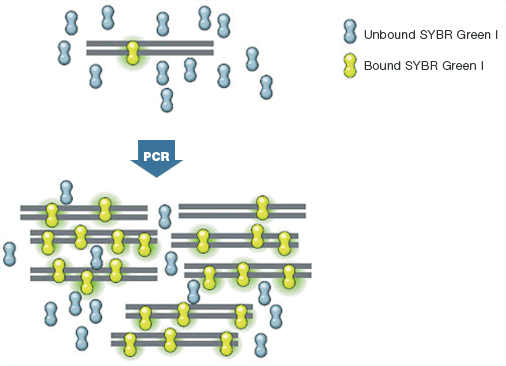 Unbound SYBR Green I
Bound SYBR Green I
PCR